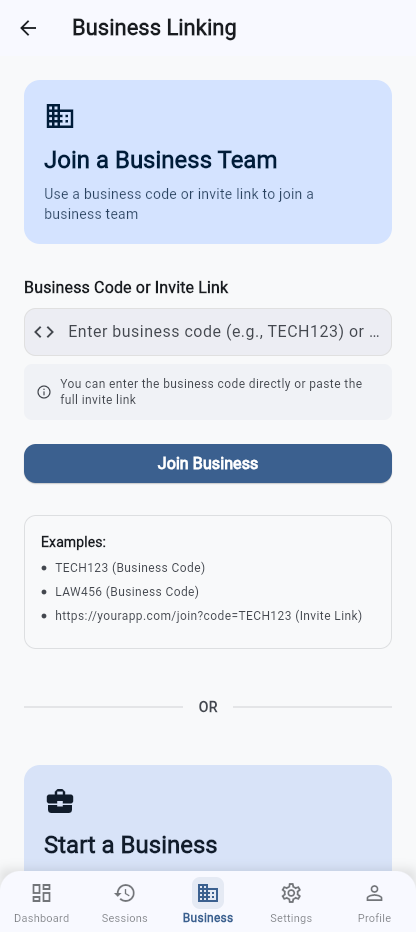 Business Linking
Join a Business Team
Use a business code or invite link to join a
business team
Business Code or Invite Link
Enter business code (e.g., TECH123) or ...
You can enter the business code directly or paste the
full invite link
Join Business
Examples:
• TECH123 (Business Code)
• LAW456 (Business Code)
• https://yourapp.com/join?code=TECH123 (Invite Link)
OR
Start a Business
Dashboard
Sessions
Business
Settings
Profile